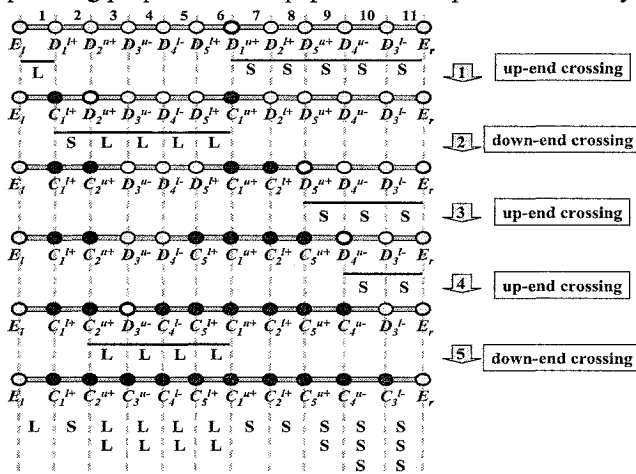 1 2 3 4 5 6 7 8 9 10 11
E_l D_1^{l+} D_2^{u+} D_3^{u-} D_4^{l-} D_5^{l+} D_1^{u+} D_2^{l+} D_5^{u+} D_4^{u-} D_3^{l-} E_r
L S S S S S
1 up-end crossing
E_l C_1^{l+} D_2^{u+} D_3^{u-} D_4^{l-} D_5^{l+} C_1^{u+} D_2^{l+} D_5^{u+} D_4^{u-} D_3^{l-} E_r
S L L L L
2 down-end crossing
E_l C_1^{l+} C_2^{u+} D_3^{u-} D_4^{l-} D_5^{l+} C_1^{u+} C_2^{l+} D_5^{u+} D_4^{u-} D_3^{l-} E_r
S S S
3 up-end crossing
E_l C_1^{l+} C_2^{u+} D_3^{u-} D_4^{l-} C_5^{l+} C_1^{u+} C_2^{l+} C_5^{u+} D_4^{u-} D_3^{l-} E_r
S S
4 up-end crossing
E_l C_1^{l+} C_2^{u+} D_3^{u-} C_4^{l-} C_5^{l+} C_1^{u+} C_2^{l+} C_5^{u+} C_4^{u-} D_3^{l-} E_r
L L L L
5 down-end crossing
E_l C_1^{l+} C_2^{u+} C_3^{u-} C_4^{l-} C_5^{l+} C_1^{u+} C_2^{l+} C_5^{u+} C_4^{u-} C_3^{l-} E_r
L S L L L L S S S S S
L L L L S S S
S S